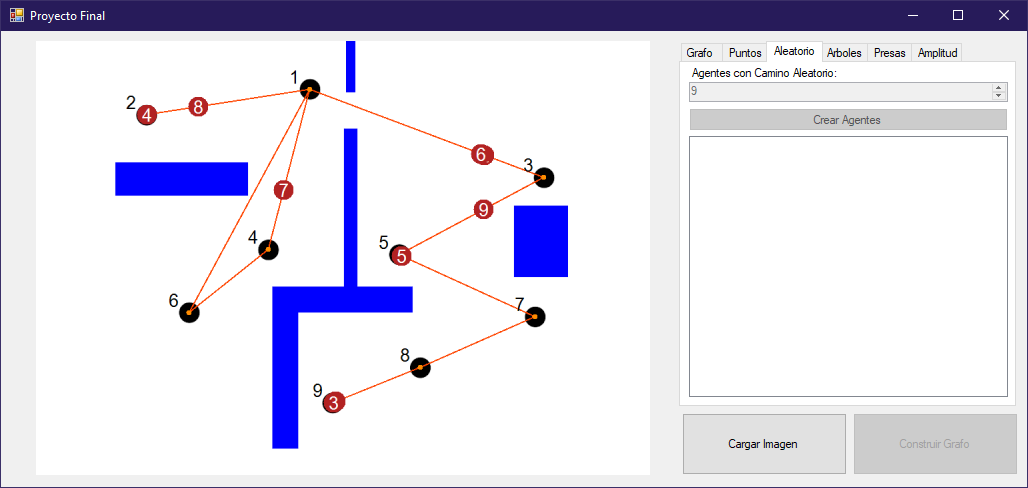 Proyecto Final
Grafo Puntos Aleatorio Arboles Presas Amplitud
Agentes con Camino Aleatorio:
9
Crear Agentes
1
2
4
8
6
3
7
9
4
5
5
6
7
8
9
3
Cargar Imagen
Construir Grafo